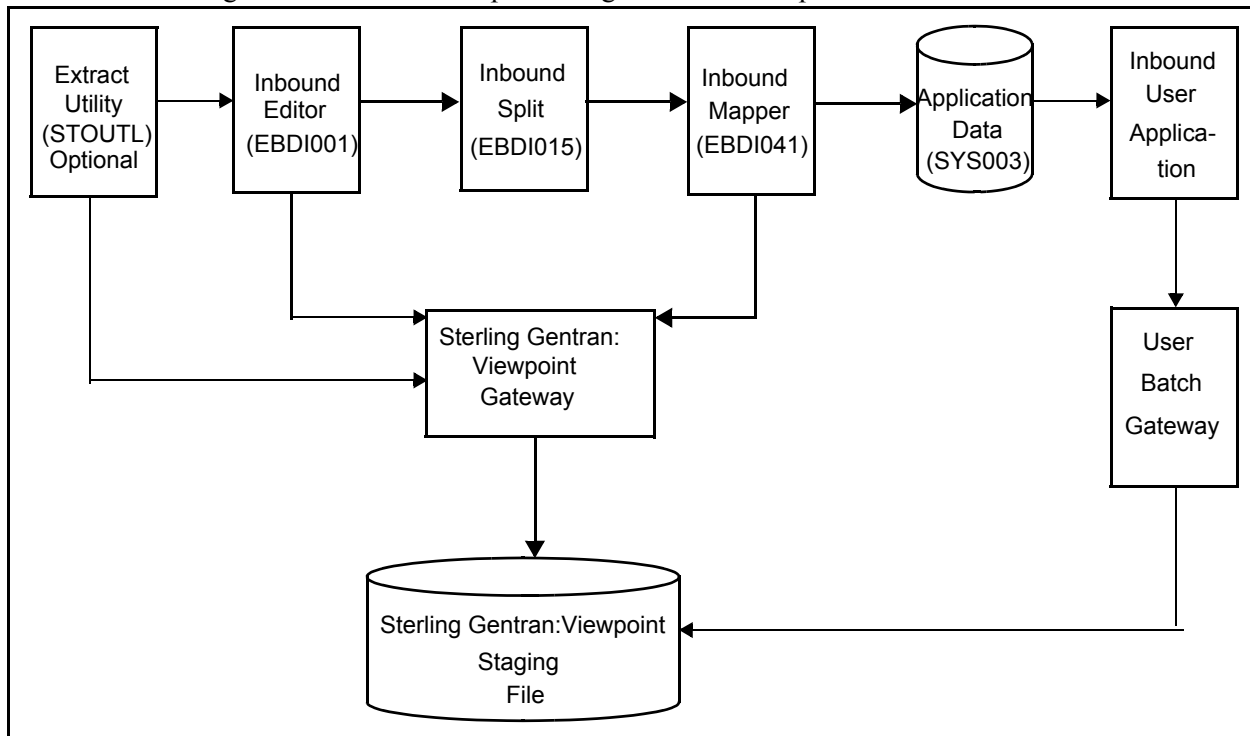 Extract
Utility
(STOUTL)
Optional
Inbound
Editor
(EBDI001)
Inbound
Split
(EBDI015)
Inbound
Mapper
(EBDI041)
Application
Data
(SYS003)
Inbound
User
Applica-
tion
Sterling Gentran:
Viewpoint
Gateway
User
Batch
Gateway
Sterling Gentran:Viewpoint
Staging
File